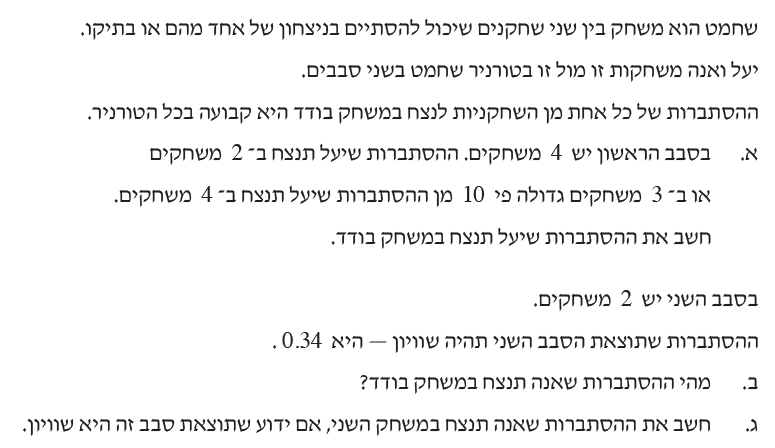 שחמט הוא משחק בין שני שחקנים שיכול להסתיים בניצחון של אחד מהם או בתיקו.
יעל ואנה משחקות זו מול זו בטורניר שחמט בשני סבבים.
ההסתברות של כל אחת מן השחקניות לנצח במשחק בודד היא קבועה בכל הטורניר.
א. בסבב הראשון יש 4 משחקים. ההסתברות שיעל תנצח ב־ 2 משחקים
או ב־ 3 משחקים גדולה פי 10 מן ההסתברות שיעל תנצח ב־ 4 משחקים.
חשב את ההסתברות שיעל תנצח במשחק בודד.
בסבב השני יש 2 משחקים.
ההסתברות שתוצאת הסבב השני תהיה שוויון — היא 0.34 .
ב. מהי ההסתברות שאנה תנצח במשחק בודד?
ג. חשב את ההסתברות שאנה תנצח במשחק השני, אם ידוע שתוצאת סבב זה היא שוויון.